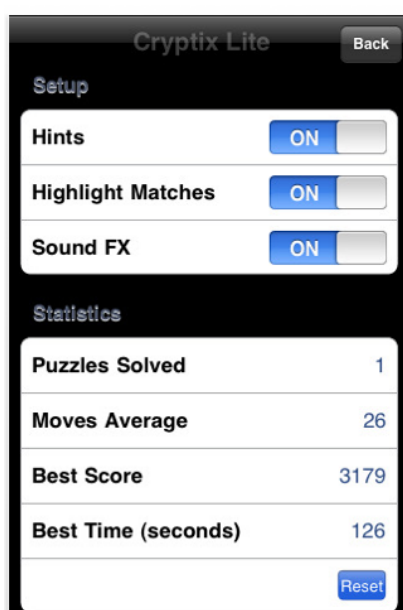 Cryptix Lite Back
Setup
Hints ON
Highlight Matches ON
Sound FX ON
Statistics
Puzzles Solved 1
Moves Average 26
Best Score 3179
Best Time (seconds) 126
Reset